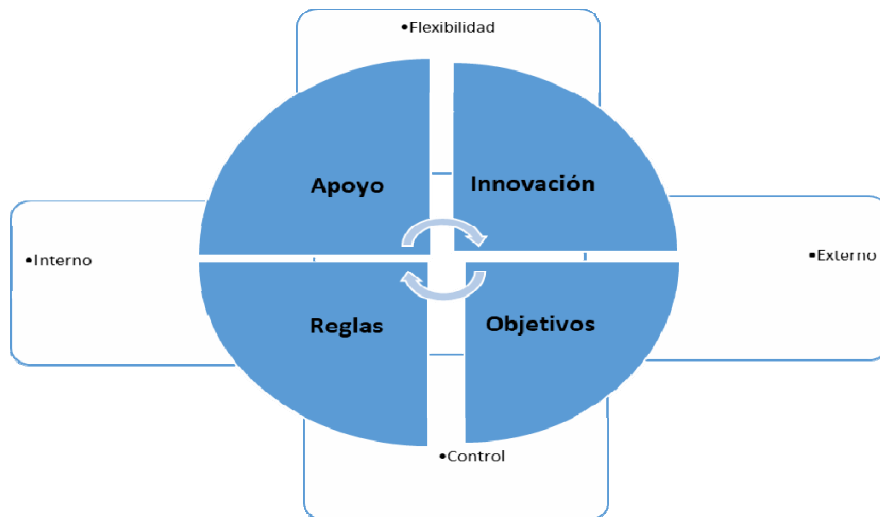 •Flexibilidad
Apoyo
Innovación
•Interno
•Externo
Reglas
Objetivos
•Control